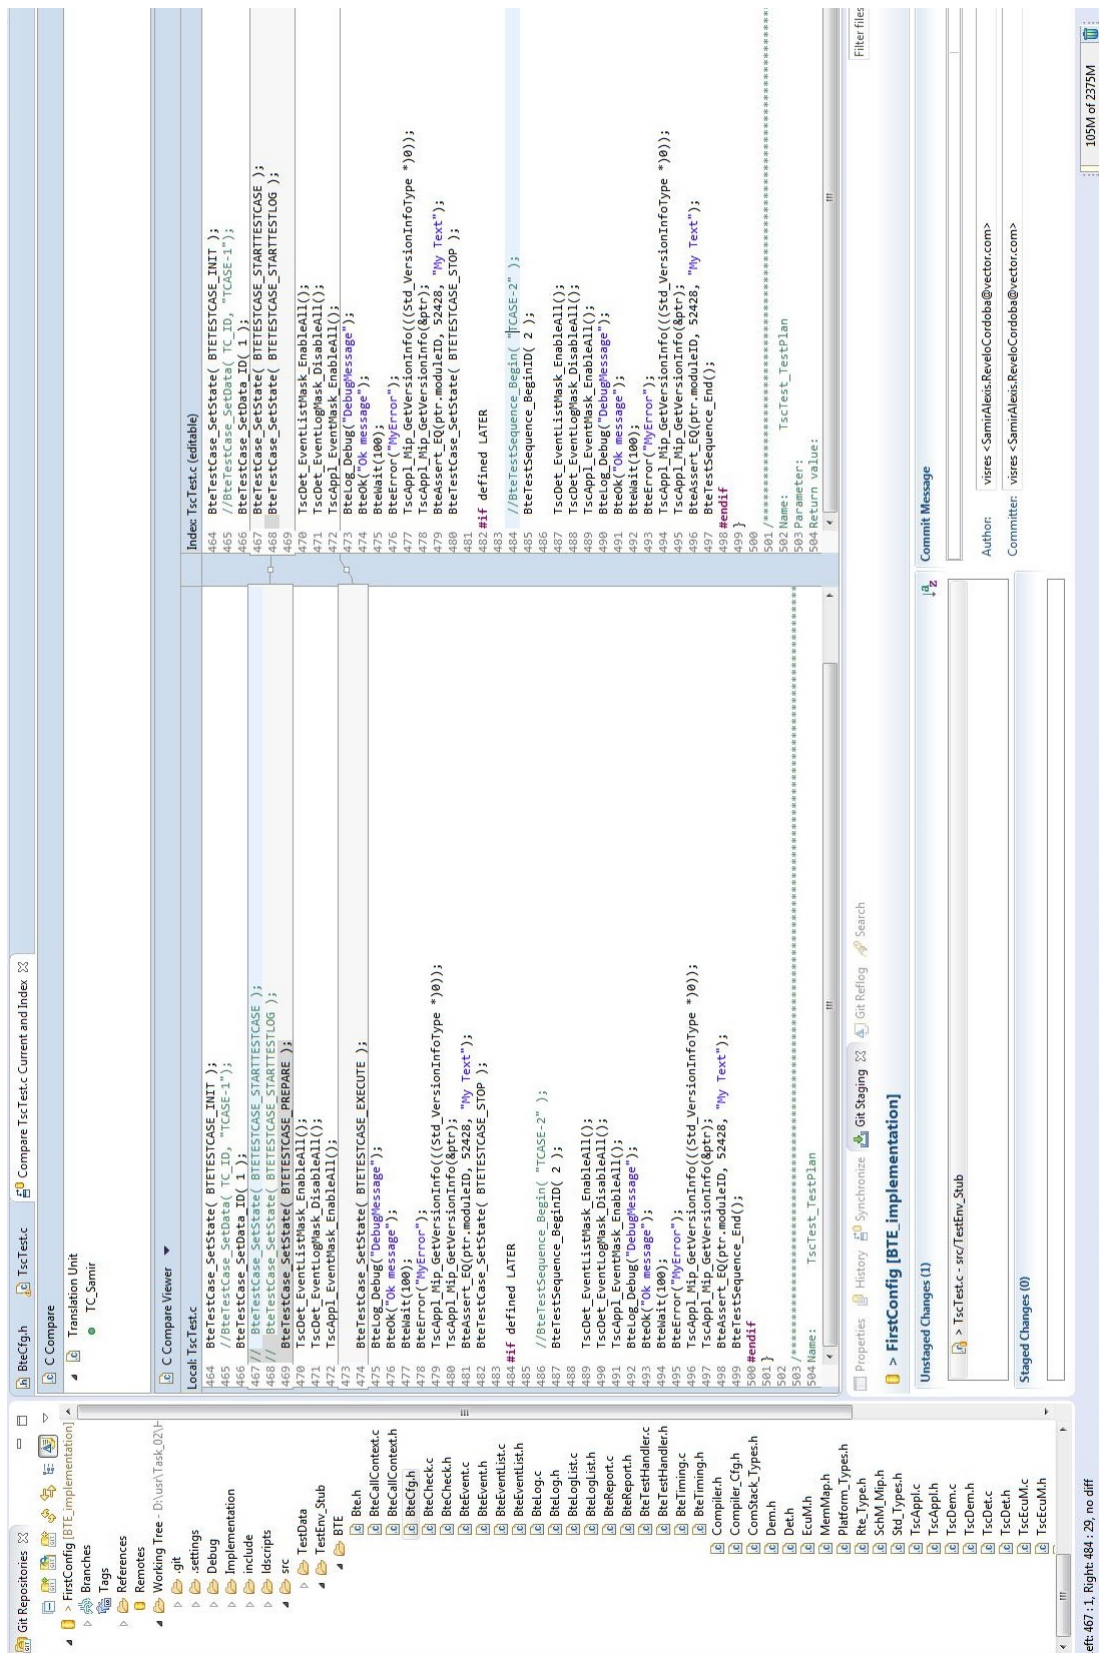 Git Repositories
> FirstConfig [BTE_implementation]
Branches
Tags
References
Remotes
Working Tree - D:\usr\Task_02\
.git
.settings
Debug
Implementation
include
ldscripts
src
TestData
TestEnv_Stub
BTE
Bte.h
BteCallContext.c
BteCallContext.h
BteCfg.h
BteCheck.c
BteCheck.h
BteEvent.c
BteEvent.h
BteEventList.c
BteEventList.h
BteLog.c
BteLog.h
BteLogList.c
BteLogList.h
BteReport.c
BteReport.h
BteTestHandler.c
BteTestHandler.h
BteTiming.c
BteTiming.h
Compiler.h
Compiler_Cfg.h
ComStack_Types.h
Dem.h
Det.h
EcuM.h
MemMap.h
Platform_Types.h
Rte_Type.h
SchM_Mip.h
Std_Types.h
TscAppl.c
TscAppl.h
TscDem.c
TscDem.h
TscDet.c
TscDet.h
TscEcuM.c
TscEcuM.h
BteCfg.h
TscTest.c
Compare TscTest.c Current and Index
C Compare
Translation Unit
TC_Samir
C Compare Viewer
Local: TscTest.c
464 BteTestCase_SetState( BTETESTCASE_INIT );
465 //BteTestCase_SetData( TC_ID, "TCASE-1");
466 BteTestCase_SetData_ID( 1 );
467 // BteTestCase_SetState( BTETESTCASE_STARTTESTCASE );
468 // BteTestCase_SetState( BTETESTCASE_STARTTESTLOG );
469 BteTestCase_SetState( BTETESTCASE_PREPARE );
470 TscDet_EventListMask_EnableAll();
471 TscDet_EventLogMask_DisableAll();
472 TscAppl_EventMask_EnableAll();
473
474 BteTestCase_SetState( BTETESTCASE_EXECUTE );
475 BteLog_Debug("DebugMessage");
476 BteOk("Ok message");
477 BteWait(100);
478 BteError("MyError");
479 TscAppl_Mip_GetVersionInfo(((Std_VersionInfoType *)0));
480 TscAppl_Mip_GetVersionInfo(&ptr);
481 BteAssert_EQ(ptr.moduleID, 52428, "My Text");
482 BteTestCase_SetState( BTETESTCASE_STOP );
483
484 #if defined LATER
485
486 //BteTestSequence_Begin( "TCASE-2" );
487 BteTestSequence_BeginID( 2 );
488
489 TscDet_EventListMask_EnableAll();
490 TscDet_EventLogMask_DisableAll();
491 TscAppl_EventMask_EnableAll();
492 BteLog_Debug("DebugMessage");
493 BteOk("Ok message");
494 BteWait(100);
495 BteError("MyError");
496 TscAppl_Mip_GetVersionInfo(((Std_VersionInfoType *)0));
497 TscAppl_Mip_GetVersionInfo(&ptr);
498 BteAssert_EQ(ptr.moduleID, 52428, "My Text");
499 BteTestSequence_End();
500 #endif
501 }
502
503 /******************************************************************************
504 Name: TscTest_TestPlan
Index: TscTest.c (editable)
464 BteTestCase_SetState( BTETESTCASE_INIT );
465 //BteTestCase_SetData( TC_ID, "TCASE-1");
466 BteTestCase_SetData_ID( 1 );
467 BteTestCase_SetState( BTETESTCASE_STARTTESTCASE );
468 BteTestCase_SetState( BTETESTCASE_STARTTESTLOG );
469
470 TscDet_EventListMask_EnableAll();
471 TscDet_EventLogMask_DisableAll();
472 TscAppl_EventMask_EnableAll();
473 BteLog_Debug("DebugMessage");
474 BteOk("Ok message");
475 BteWait(100);
476 BteError("MyError");
477 TscAppl_Mip_GetVersionInfo(((Std_VersionInfoType *)0));
478 TscAppl_Mip_GetVersionInfo(&ptr);
479 BteAssert_EQ(ptr.moduleID, 52428, "My Text");
480 BteTestCase_SetState( BTETESTCASE_STOP );
481
482 #if defined LATER
483
484 //BteTestSequence_Begin( "TCASE-2" );
485 BteTestSequence_BeginID( 2 );
486
487 TscDet_EventListMask_EnableAll();
488 TscDet_EventLogMask_DisableAll();
489 TscAppl_EventMask_EnableAll();
490 BteLog_Debug("DebugMessage");
491 BteOk("Ok message");
492 BteWait(100);
493 BteError("MyError");
494 TscAppl_Mip_GetVersionInfo(((Std_VersionInfoType *)0));
495 TscAppl_Mip_GetVersionInfo(&ptr);
496 BteAssert_EQ(ptr.moduleID, 52428, "My Text");
497 BteTestSequence_End();
498 #endif
499 }
500
501 /******************************************************************************
502 Name: TscTest_TestPlan
503 Parameter:
504 Return value:
Properties History Synchronize Git Staging Git Reflog Search
Filter files
> FirstConfig [BTE_implementation]
Unstaged Changes (1)
> TscTest.c - src/TestEnv_Stub
Staged Changes (0)
Commit Message
Author: visres <SamirAlexis.ReveloCordoba@vector.com>
Committer: visres <SamirAlexis.ReveloCordoba@vector.com>
eft: 467 : 1, Right: 484 : 29, no diff
105M of 2375M